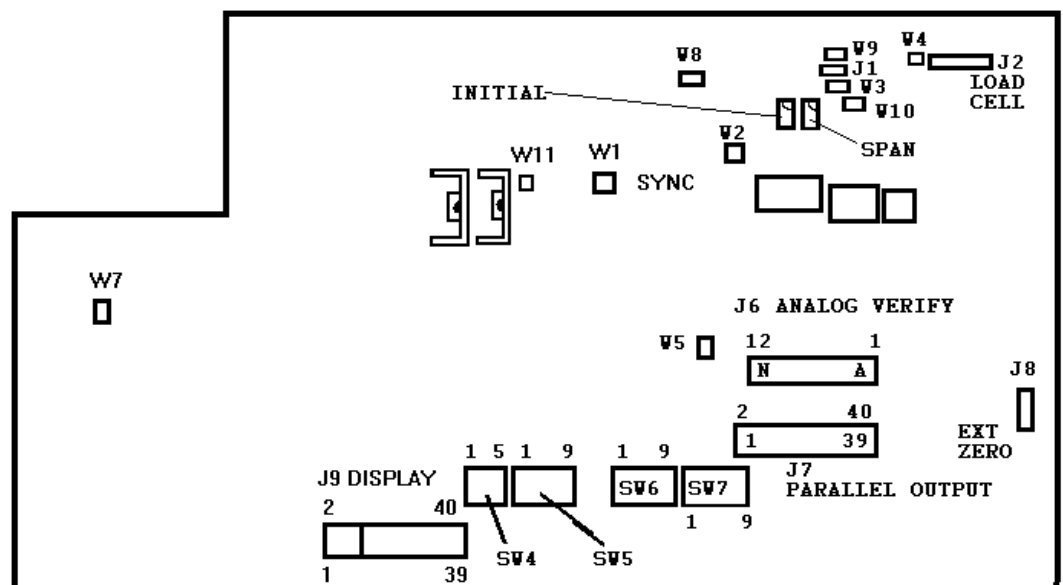 W9
W4
W8
J1
J2
LOAD
CELL
INITIAL
W3
W10
W2
SPAN
W11
W1
SYNC
W7
J6 ANALOG VERIFY
W5
12 1
N A
J8
2 40
1 39
EXT
ZERO
J7
PARALLEL OUTPUT
1 5 1 9
1 9
SW6
SW7
1 9
J9 DISPLAY
2 40
1 39
SW4
SW5